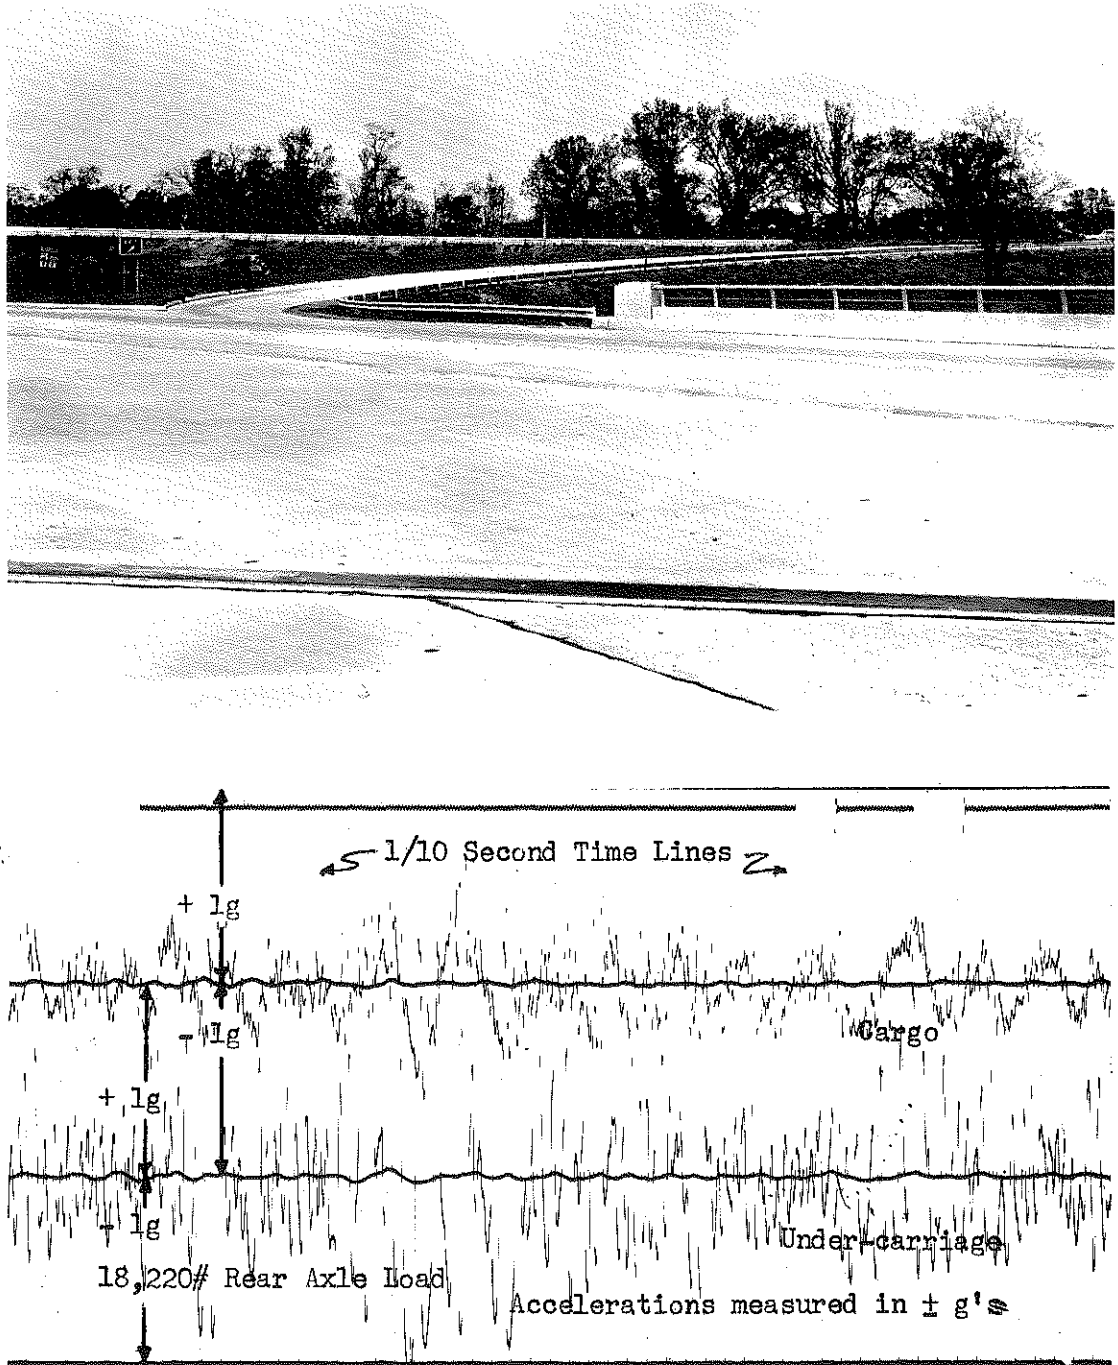 1/10 Second Time Lines
+ 1g
- 1g
Cargo
+ 1g
- 1g
Under-carriage
18,220# Rear Axle Load
Accelerations measured in ± g's